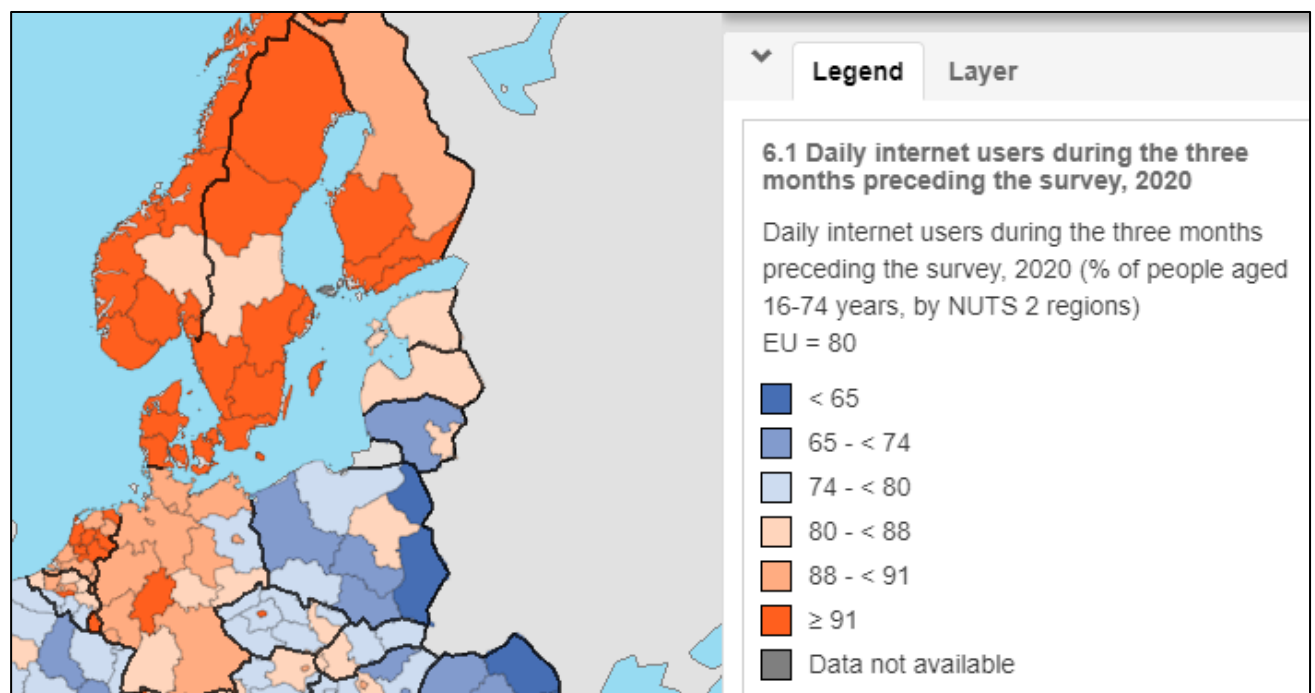 Legend Layer
6.1 Daily internet users during the three
months preceding the survey, 2020
Daily internet users during the three months
preceding the survey, 2020 (% of people aged
16-74 years, by NUTS 2 regions)
EU = 80
< 65
65 - < 74
74 - < 80
80 - < 88
88 - < 91
≥ 91
Data not available